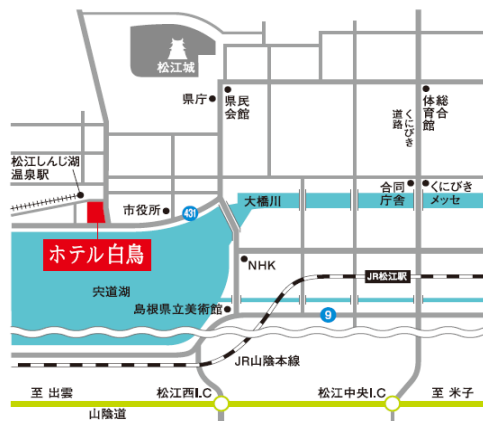 松江城
県庁
県民
会館
総合
体育館
くにびき
道路
松江しんじ湖
温泉駅
市役所
431
大橋川
合同
庁舎
くにびき
メッセ
ホテル白鳥
NHK
JR松江駅
宍道湖
島根県立美術館
9
JR山陰本線
至 出雲
松江西I.C
松江中央I.C
至 米子
山陰道